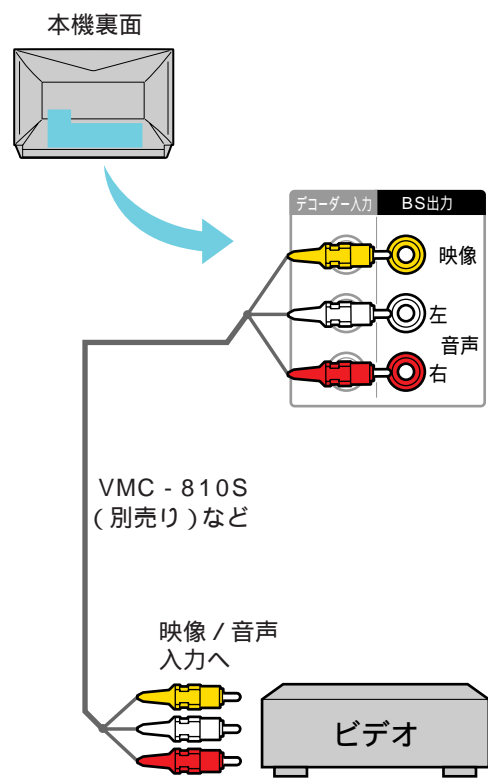 本機裏面
デコーダー入力
BS出力
映像
左
音声
右
VMC - 810S
(別売り)など
映像 / 音声
入力へ
ビデオ